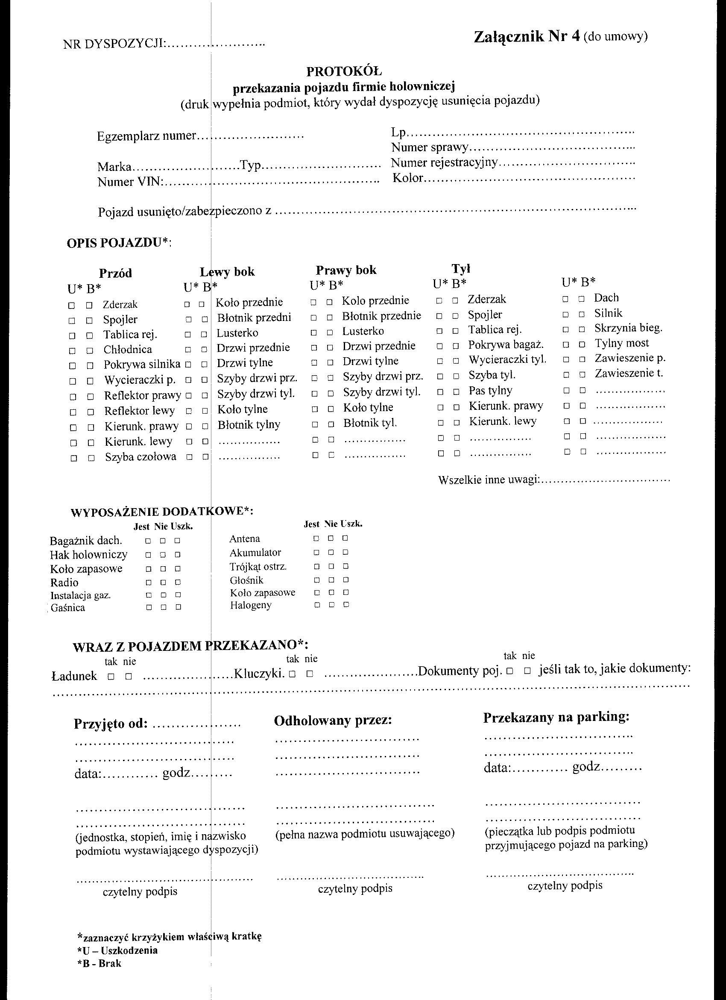 NR DYSPOZYCJI:....................... Załącznik Nr 4 (do umowy)
PROTOKÓŁ
przekazania pojazdu firmie holowniczej
(druk wypełnia podmiot, który wydał dyspozycję usunięcia pojazdu)
Egzemplarz numer......................... Lp.....................................................
Numer sprawy.......................................
Marka.........................Typ............................ Numer rejestracyjny................................
Numer VIN:.................................................. Kolor.................................................
Pojazd usunięto/zabezpieczono z ....................................................................................
OPIS POJAZDU*:
Przód Lewy bok Prawy bok Tył
U* B* U* B* U* B* U* B* U* B*
□ □ Zderzak □ □ Koło przednie □ □ Kolo przednie □ □ Zderzak □ □ Dach
□ □ Spojler □ □ Błotnik przedni □ □ Błotnik przednie □ □ Spojler □ □ Silnik
□ □ Tablica rej. □ □ Lusterko □ □ Lusterko □ □ Tablica rej. □ □ Skrzynia bieg.
□ □ Chłodnica □ □ Drzwi przednie □ □ Drzwi przednie □ □ Pokrywa bagaż. □ □ Tylny most
□ □ Pokrywa silnika □ □ Drzwi tylne □ □ Drzwi tylne □ □ Wycieraczki tyl. □ □ Zawieszenie p.
□ □ Wycieraczki p. □ □ Szyby drzwi prz. □ □ Szyby drzwi prz. □ □ Szyba tyl. □ □ Zawieszenie t.
□ □ Reflektor prawy □ □ Szyby drzwi tyl. □ □ Szyby drzwi tyl. □ □ Pas tylny □ □ ..................
□ □ Reflektor lewy □ □ Koło tylne □ □ Koło tylne □ □ Kierunk. prawy □ □ ..................
□ □ Kierunk. prawy □ □ Błotnik tylny □ □ Błotnik tyl. □ □ Kierunk. lewy □ □ ..................
□ □ Kierunk. lewy □ □ ................ □ □ ................ □ □ ................ □ □ ..................
□ □ Szyba czołowa □ □ ................ □ □ ................ □ □ ................ □ □ ..................
Wszelkie inne uwagi:.................................
WYPOSAŻENIE DODATKOWE*:
Jest Nie Uszk. Jest Nie Uszk.
Bagażnik dach. □ □ □ Antena □ □ □
Hak holowniczy □ □ □ Akumulator □ □ □
Koło zapasowe □ □ □ Trójkąt ostrz. □ □ □
Radio □ □ □ Głośnik □ □ □
Instalacja gaz. □ □ □ Koło zapasowe □ □ □
Gaśnica □ □ □ Halogeny □ □ □
WRAZ Z POJAZDEM PRZEKAZANO*:
tak nie tak nie tak nie
Ładunek □ □ .....................Kluczyki. □ □ ......................Dokumenty poj. □ □ jeśli tak to, jakie dokumenty:
....................................................................................................................................
Przyjęto od: .................... Odholowany przez: Przekazany na parking:
................................... ................................ .................................
................................... ................................ .................................
data:............. godz.......... ................................ data:............. godz.........
..................................... ................................... ..................................
..................................... ................................... ..................................
(jednostka, stopień, imię i nazwisko (pełna nazwa podmiotu usuwającego) (pieczątka lub podpis podmiotu
podmiotu wystawiającego dyspozycji) przyjmującego pojazd na parking)
............................................. ..................................... .....................................
czytelny podpis czytelny podpis czytelny podpis
*zaznaczyć krzyżykiem właściwą kratkę
*U – Uszkodzenia
*B - Brak